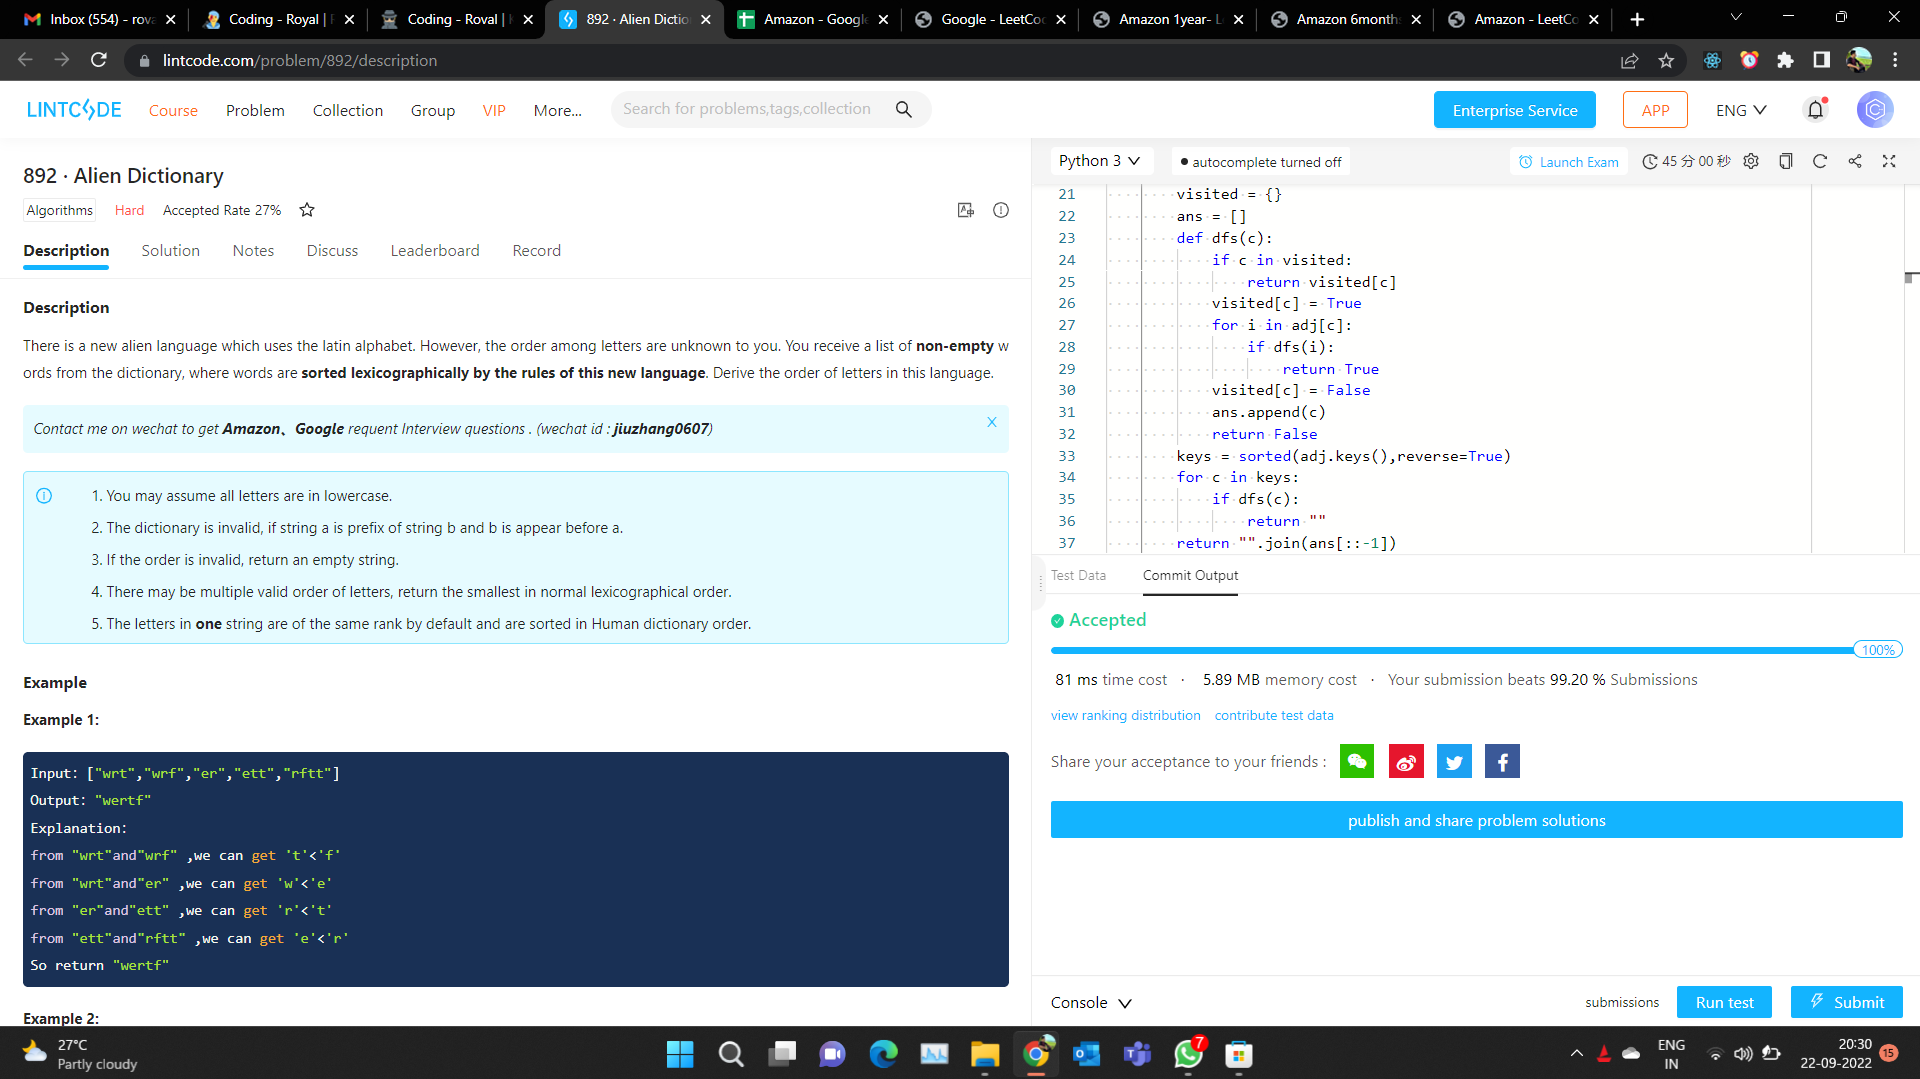 Inbox (554) - rova
Coding - Royal |
Coding - Roval |
892 · Alien Dictio
Amazon - Google
Google - LeetCo
Amazon 1year- L
Amazon 6month
Amazon - LeetCo
lintcode.com/problem/892/description
LINTCODE
Course
Problem
Collection
Group
VIP
More...
Search for problems,tags,collection
Enterprise Service
APP
ENG
892 · Alien Dictionary
Algorithms
Hard
Accepted Rate 27%
Description
Solution
Notes
Discuss
Leaderboard
Record
Description
There is a new alien language which uses the latin alphabet. However, the order among letters are unknown to you. You receive a list of non-empty w
ords from the dictionary, where words are sorted lexicographically by the rules of this new language. Derive the order of letters in this language.
Contact me on wechat to get Amazon、Google requent Interview questions . (wechat id : jiuzhang0607)
1. You may assume all letters are in lowercase.
2. The dictionary is invalid, if string a is prefix of string b and b is appear before a.
3. If the order is invalid, return an empty string.
4. There may be multiple valid order of letters, return the smallest in normal lexicographical order.
5. The letters in one string are of the same rank by default and are sorted in Human dictionary order.
Example
Example 1:
Input: ["wrt","wrf","er","ett","rftt"]
Output: "wertf"
Explanation:
from "wrt"and"wrf" ,we can get 't'<'f'
from "wrt"and"er" ,we can get 'w'<'e'
from "er"and"ett" ,we can get 'r'<'t'
from "ett"and"rftt" ,we can get 'e'<'r'
So return "wertf"
Example 2:
Python 3
autocomplete turned off
Launch Exam
45 分 00 秒
21 visited = {}
22 ans = []
23 def dfs(c):
24 if c in visited:
25 return visited[c]
26 visited[c] = True
27 for i in adj[c]:
28 if dfs(i):
29 return True
30 visited[c] = False
31 ans.append(c)
32 return False
33 keys = sorted(adj.keys(),reverse=True)
34 for c in keys:
35 if dfs(c):
36 return ""
37 return "".join(ans[::-1])
Test Data
Commit Output
Accepted
100%
81 ms time cost · 5.89 MB memory cost · Your submission beats 99.20 % Submissions
view ranking distribution
contribute test data
Share your acceptance to your friends :
publish and share problem solutions
Console
submissions
Run test
Submit
27°C
Partly cloudy
7
ENG
IN
20:30
22-09-2022
15